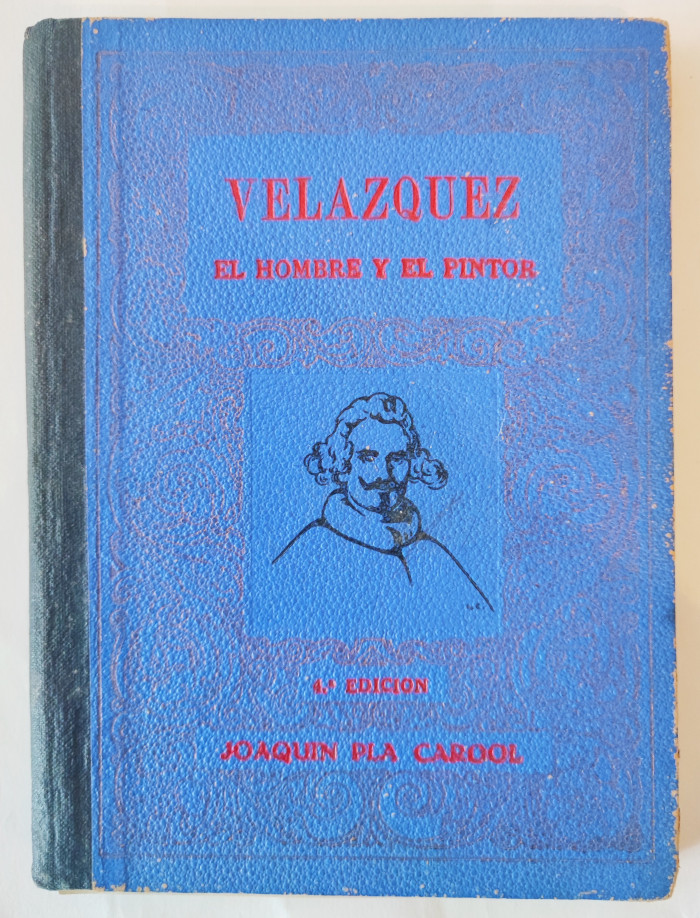 VELAZQUEZ
EL HOMBRE Y EL PINTOR
4.ª EDICION
JOAQUIN PLA CARGOL